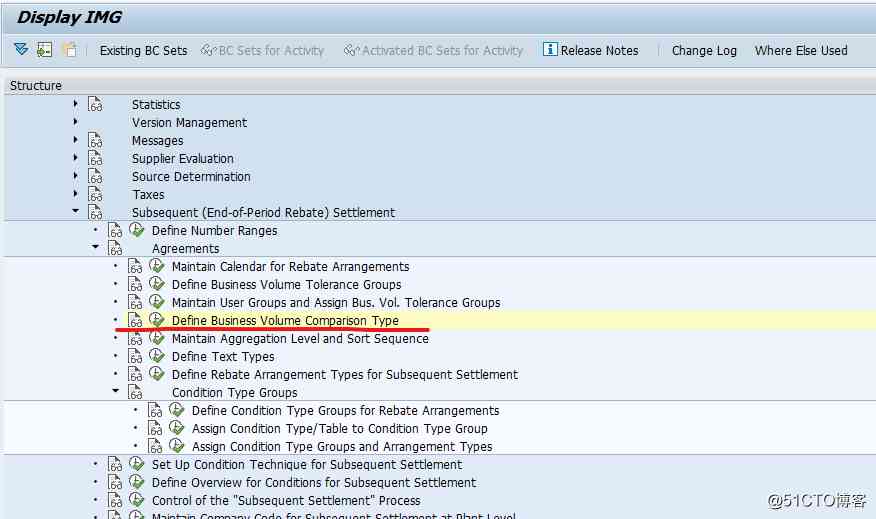 Display IMG
Existing BC Sets BC Sets for Activity Activated BC Sets for Activity Release Notes Change Log Where Else Used
Structure
Statistics
Version Management
Messages
Supplier Evaluation
Source Determination
Taxes
Subsequent (End-of-Period Rebate) Settlement
Define Number Ranges
Agreements
Maintain Calendar for Rebate Arrangements
Define Business Volume Tolerance Groups
Maintain User Groups and Assign Bus. Vol. Tolerance Groups
Define Business Volume Comparison Type
Maintain Aggregation Level and Sort Sequence
Define Text Types
Define Rebate Arrangement Types for Subsequent Settlement
Condition Type Groups
Define Condition Type Groups for Rebate Arrangements
Assign Condition Type/Table to Condition Type Group
Assign Condition Type Groups and Arrangement Types
Set Up Condition Technique for Subsequent Settlement
Define Overview for Conditions for Subsequent Settlement
Control of the "Subsequent Settlement" Process
Maintain Company Code for Subsequent Settlement at Plant Level
@51CTO博客